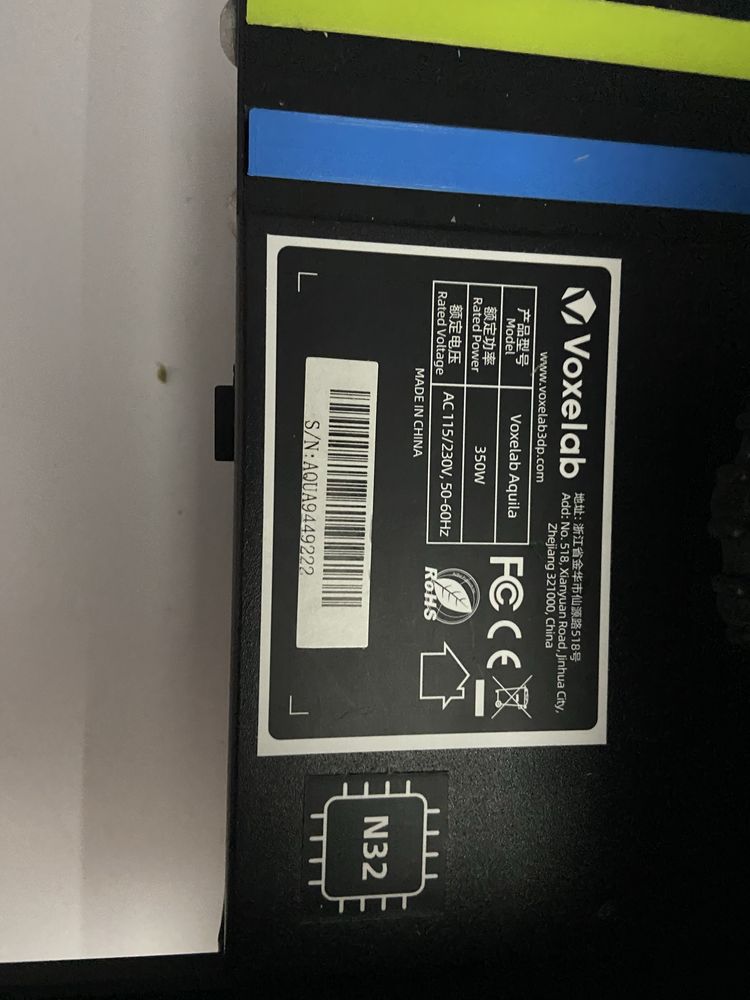 Voxelab
www.voxelab3dp.com
地址: 浙江省金华市仙源路518号
Add: No. 518, Xianyuan Road, Jinhua City,
Zhejiang 321000, China
产品型号
Model
Voxelab Aquila
额定功率
Rated Power
350W
额定电压
Rated Voltage
AC 115/230V, 50-60Hz
MADE IN CHINA
FC CE
RoHS
S/N:AQUA9449222
N32